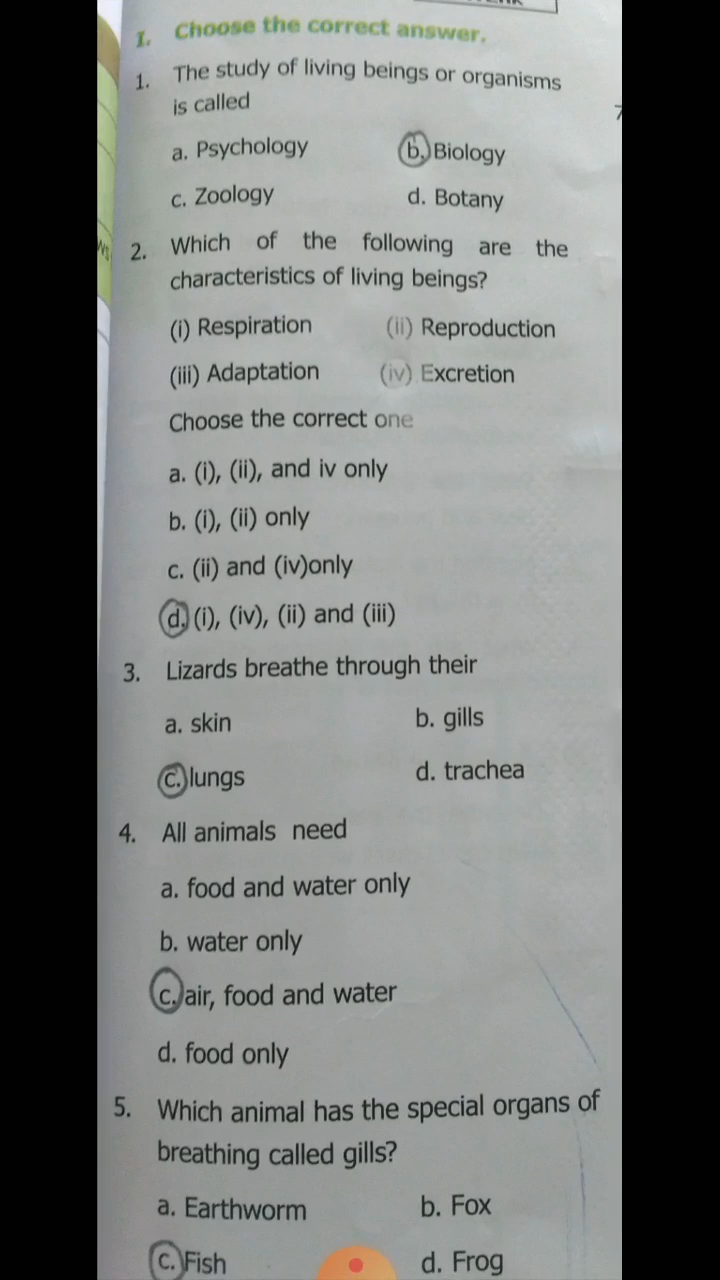 I. Choose the correct answer.
1. The study of living beings or organisms
is called
a. Psychology b. Biology
c. Zoology d. Botany
2. Which of the following are the
characteristics of living beings?
(i) Respiration (ii) Reproduction
(iii) Adaptation (iv) Excretion
Choose the correct one
a. (i), (ii), and iv only
b. (i), (ii) only
c. (ii) and (iv)only
d. (i), (iv), (ii) and (iii)
3. Lizards breathe through their
a. skin b. gills
c. lungs d. trachea
4. All animals need
a. food and water only
b. water only
c. air, food and water
d. food only
5. Which animal has the special organs of
breathing called gills?
a. Earthworm b. Fox
c. Fish d. Frog